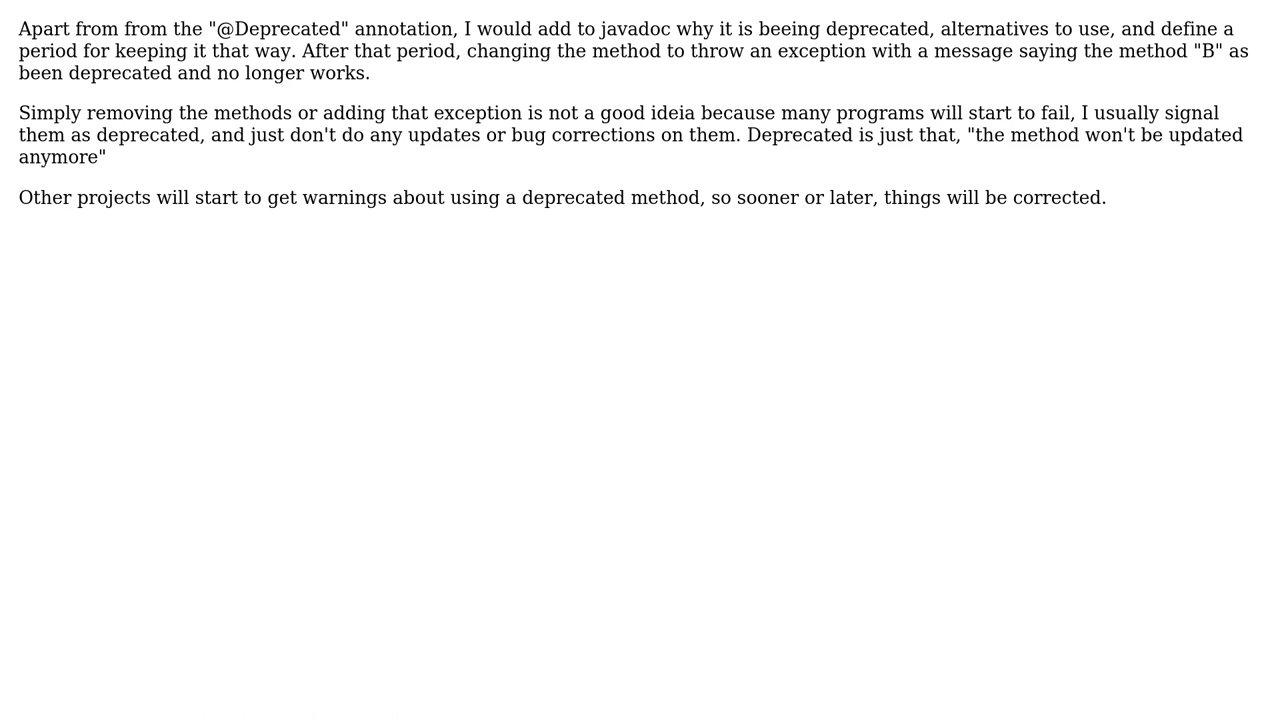 Apart from from the "@Deprecated" annotation, I would add to javadoc why it is beeing deprecated, alternatives to use, and define a
period for keeping it that way. After that period, changing the method to throw an exception with a message saying the method "B" as
been deprecated and no longer works.
Simply removing the methods or adding that exception is not a good ideia because many programs will start to fail, I usually signal
them as deprecated, and just don't do any updates or bug corrections on them. Deprecated is just that, "the method won't be updated
anymore"
Other projects will start to get warnings about using a deprecated method, so sooner or later, things will be corrected.